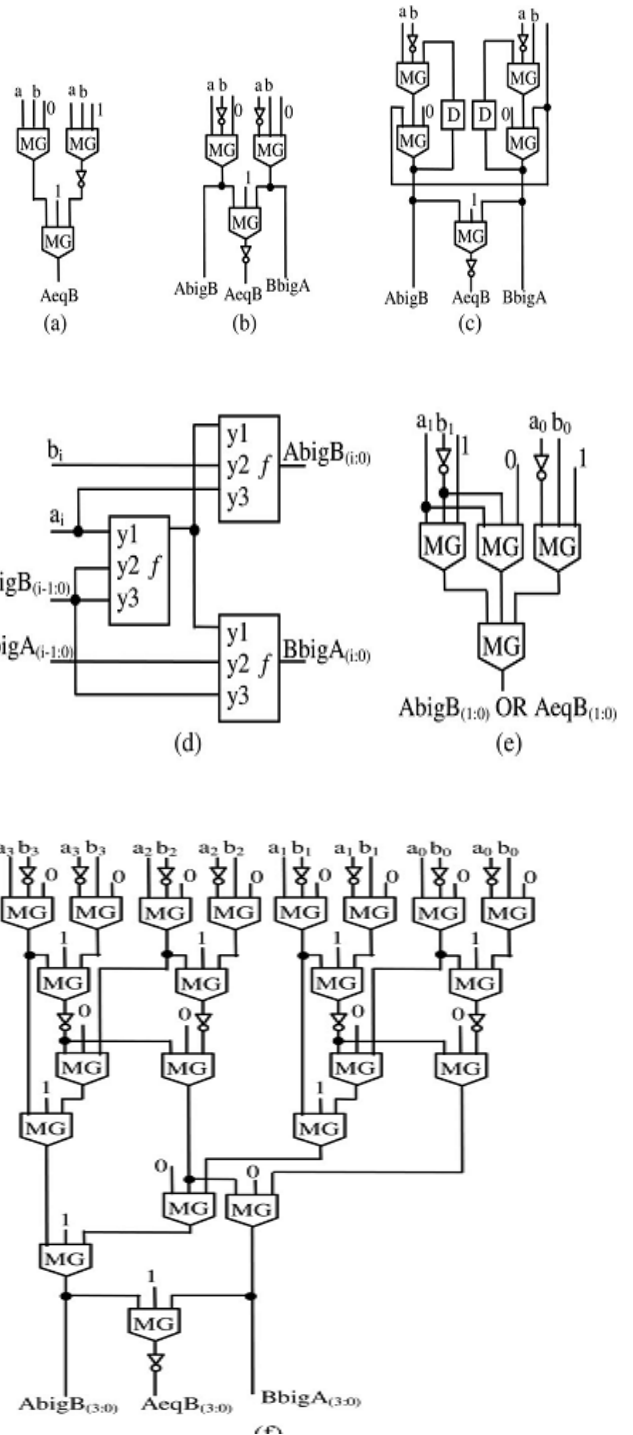 a b 0 a b 1
MG MG
1
MG
AeqB
(a)
a b 0 a b 0
MG MG
1
MG
AbigB AeqB BbigA
(b)
a b a b
MG MG
0 D D 0
MG MG
1
MG
AbigB AeqB BbigA
(c)
y1
bi y2 f AbigB(i:0)
y3
ai y1
y2 f
igB(i-1:0) y3
y1
igA(i-1:0) y2 f BbigA(i:0)
y3
(d)
a1 b1 1 0 a0 b0 1
MG MG MG
MG
AbigB(1:0) OR AeqB(1:0)
(e)
a3 b3 a3 b3 a2 b2 a2 b2 a1 b1 a1 b1 a0 b0 a0 b0
0 0 0 0 0 0 0 0
MG MG MG MG MG MG MG MG
1 1 1 1
MG MG MG MG
0 0 0 0
MG MG MG MG
1 1
MG MG
0 0
MG MG
1
MG
1
MG
AbigB(3:0) AeqB(3:0) BbigA(3:0)
(f)